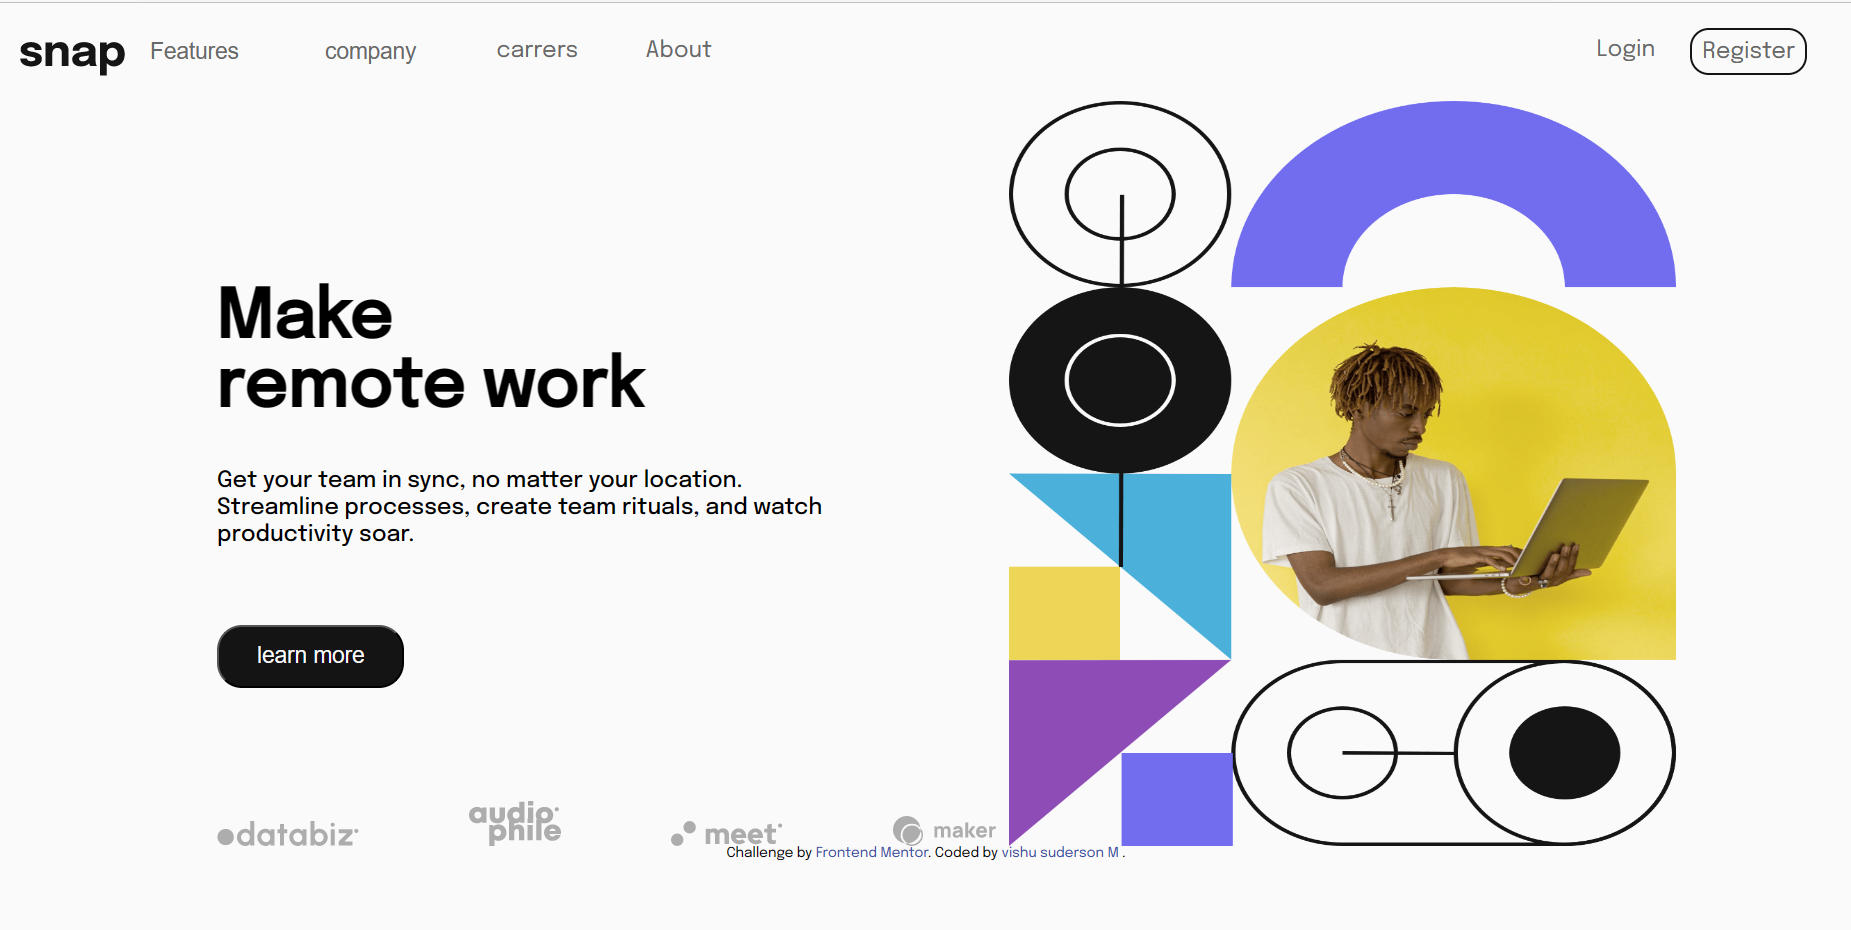 snap Features company carrers About Login Register
Make
remote work
Get your team in sync, no matter your location.
Streamline processes, create team rituals, and watch
productivity soar.
learn more
databiz audiophile meet maker
Challenge by Frontend Mentor. Coded by vishu suderson M .